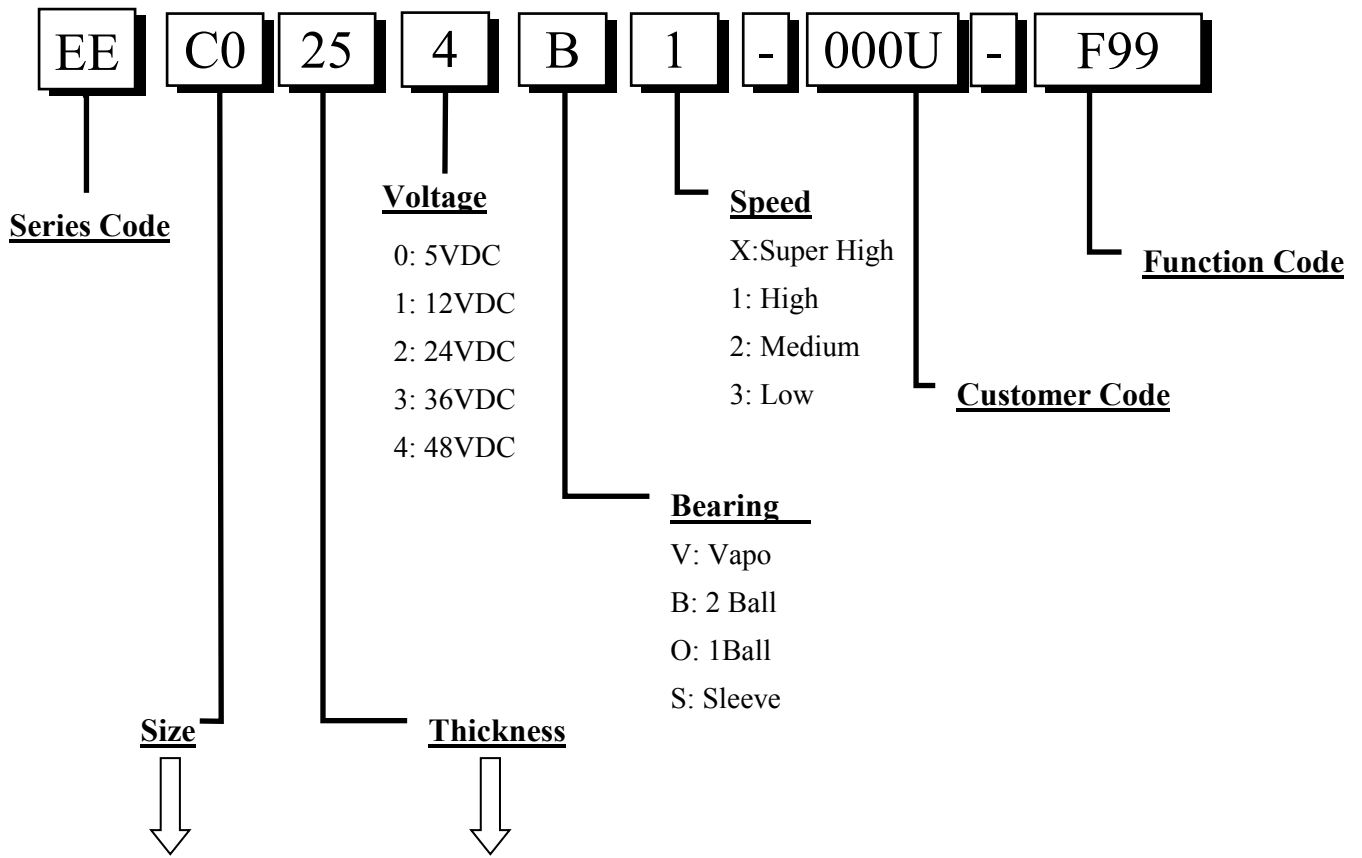 EE C0 25 4 B 1 - 000U - F99
Series Code
Voltage
0: 5VDC
1: 12VDC
2: 24VDC
3: 36VDC
4: 48VDC
Speed
X:Super High
1: High
2: Medium
3: Low
Function Code
Customer Code
Bearing
V: Vapo
B: 2 Ball
O: 1Ball
S: Sleeve
Size
Thickness